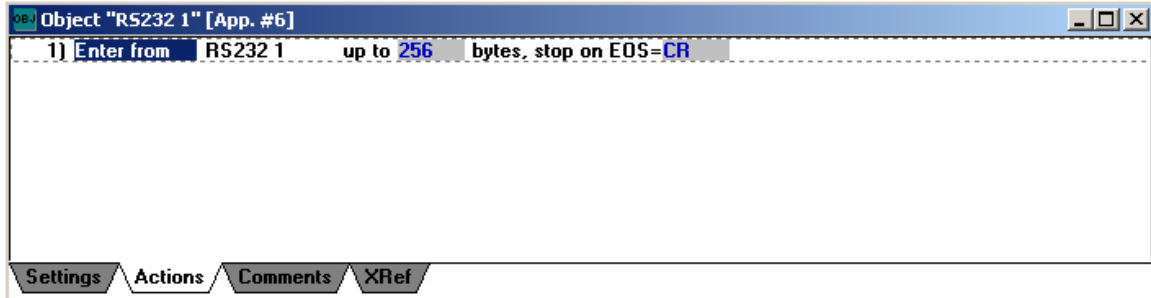 OBJ Object "RS232 1" [App. #6]
1) Enter from RS232 1 up to 256 bytes, stop on EOS=CR
Settings Actions Comments XRef